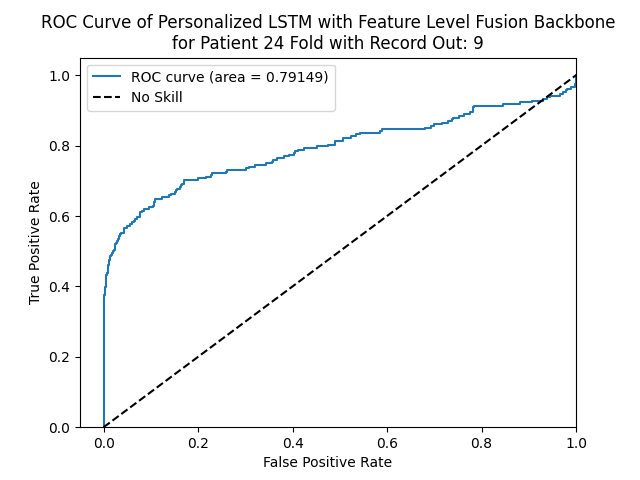 ROC Curve of Personalized LSTM with Feature Level Fusion Backbone
for Patient 24 Fold with Record Out: 9
ROC curve (area = 0.79149)
No Skill
True Positive Rate
1.0
0.8
0.6
0.4
0.2
0.0
0.0 0.2 0.4 0.6 0.8 1.0
False Positive Rate